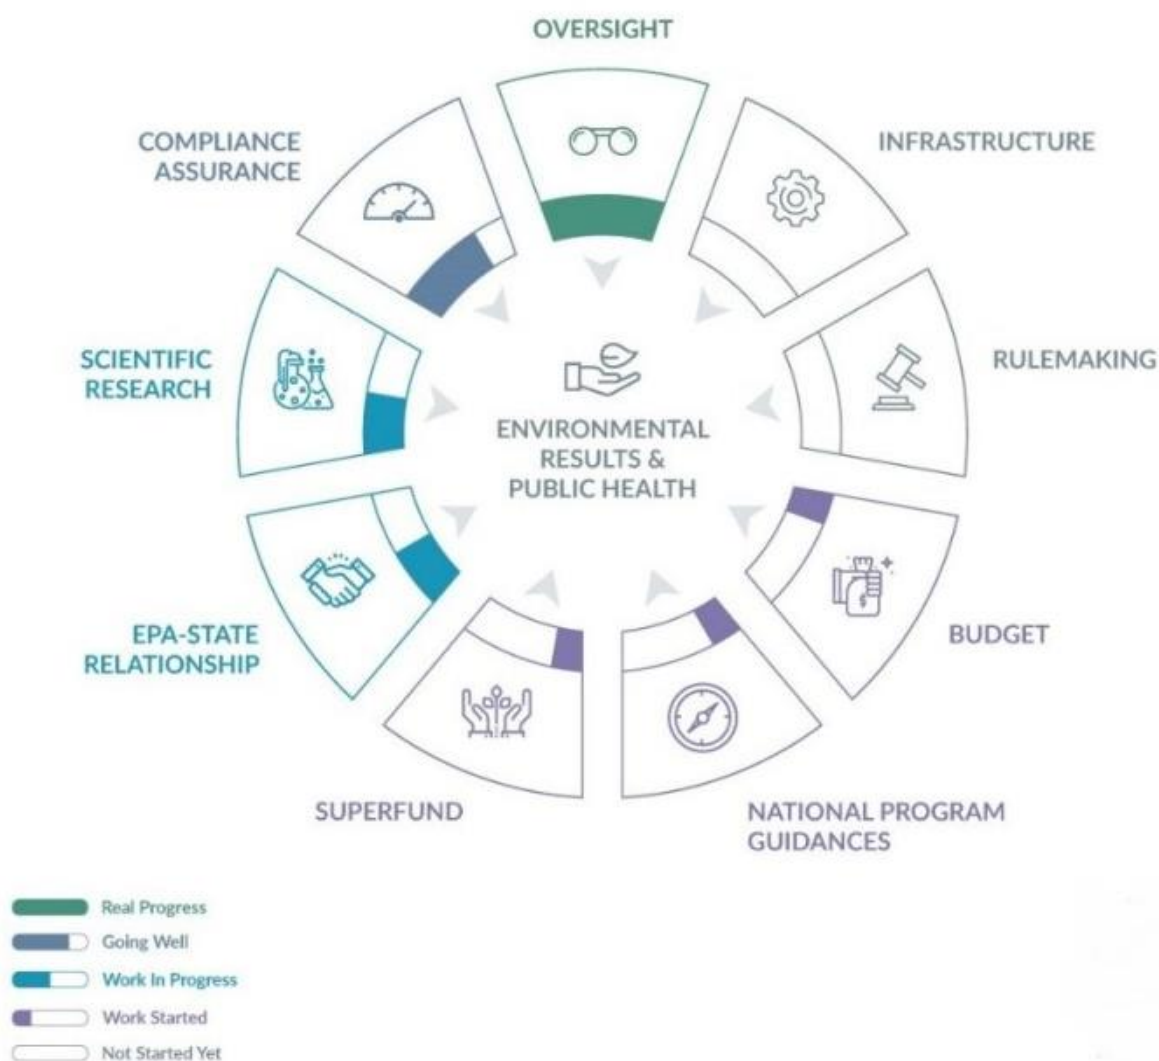 OVERSIGHT
COMPLIANCE
ASSURANCE
INFRASTRUCTURE
SCIENTIFIC
RESEARCH
RULEMAKING
ENVIRONMENTAL
RESULTS &
PUBLIC HEALTH
EPA-STATE
RELATIONSHIP
$
BUDGET
SUPERFUND
NATIONAL PROGRAM
GUIDANCES
Real Progress
Going Well
Work In Progress
Work Started
Not Started Yet